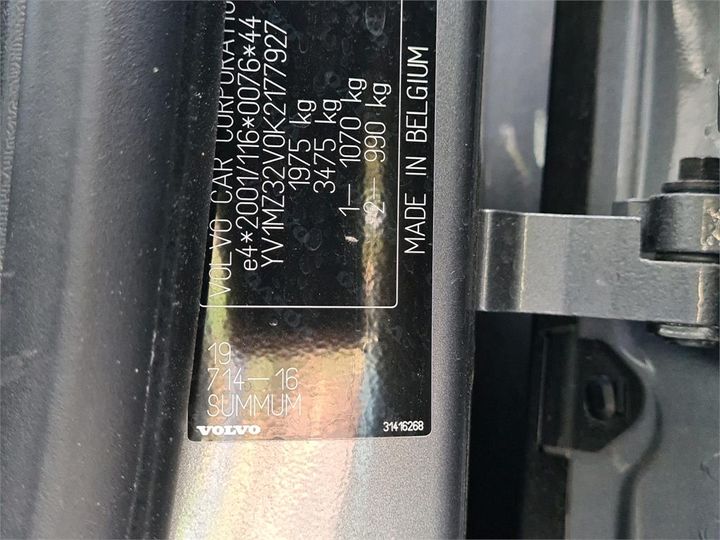 VOLVO CAR CORPORATIO
e4*2001/116*0076*44
YV1MZ32V0K2177927
1975 kg
3475 kg
1— 1070 kg
2— 990 kg
MADE IN BELGIUM
19
714—16
SUMMUM
VOLVO
31416268